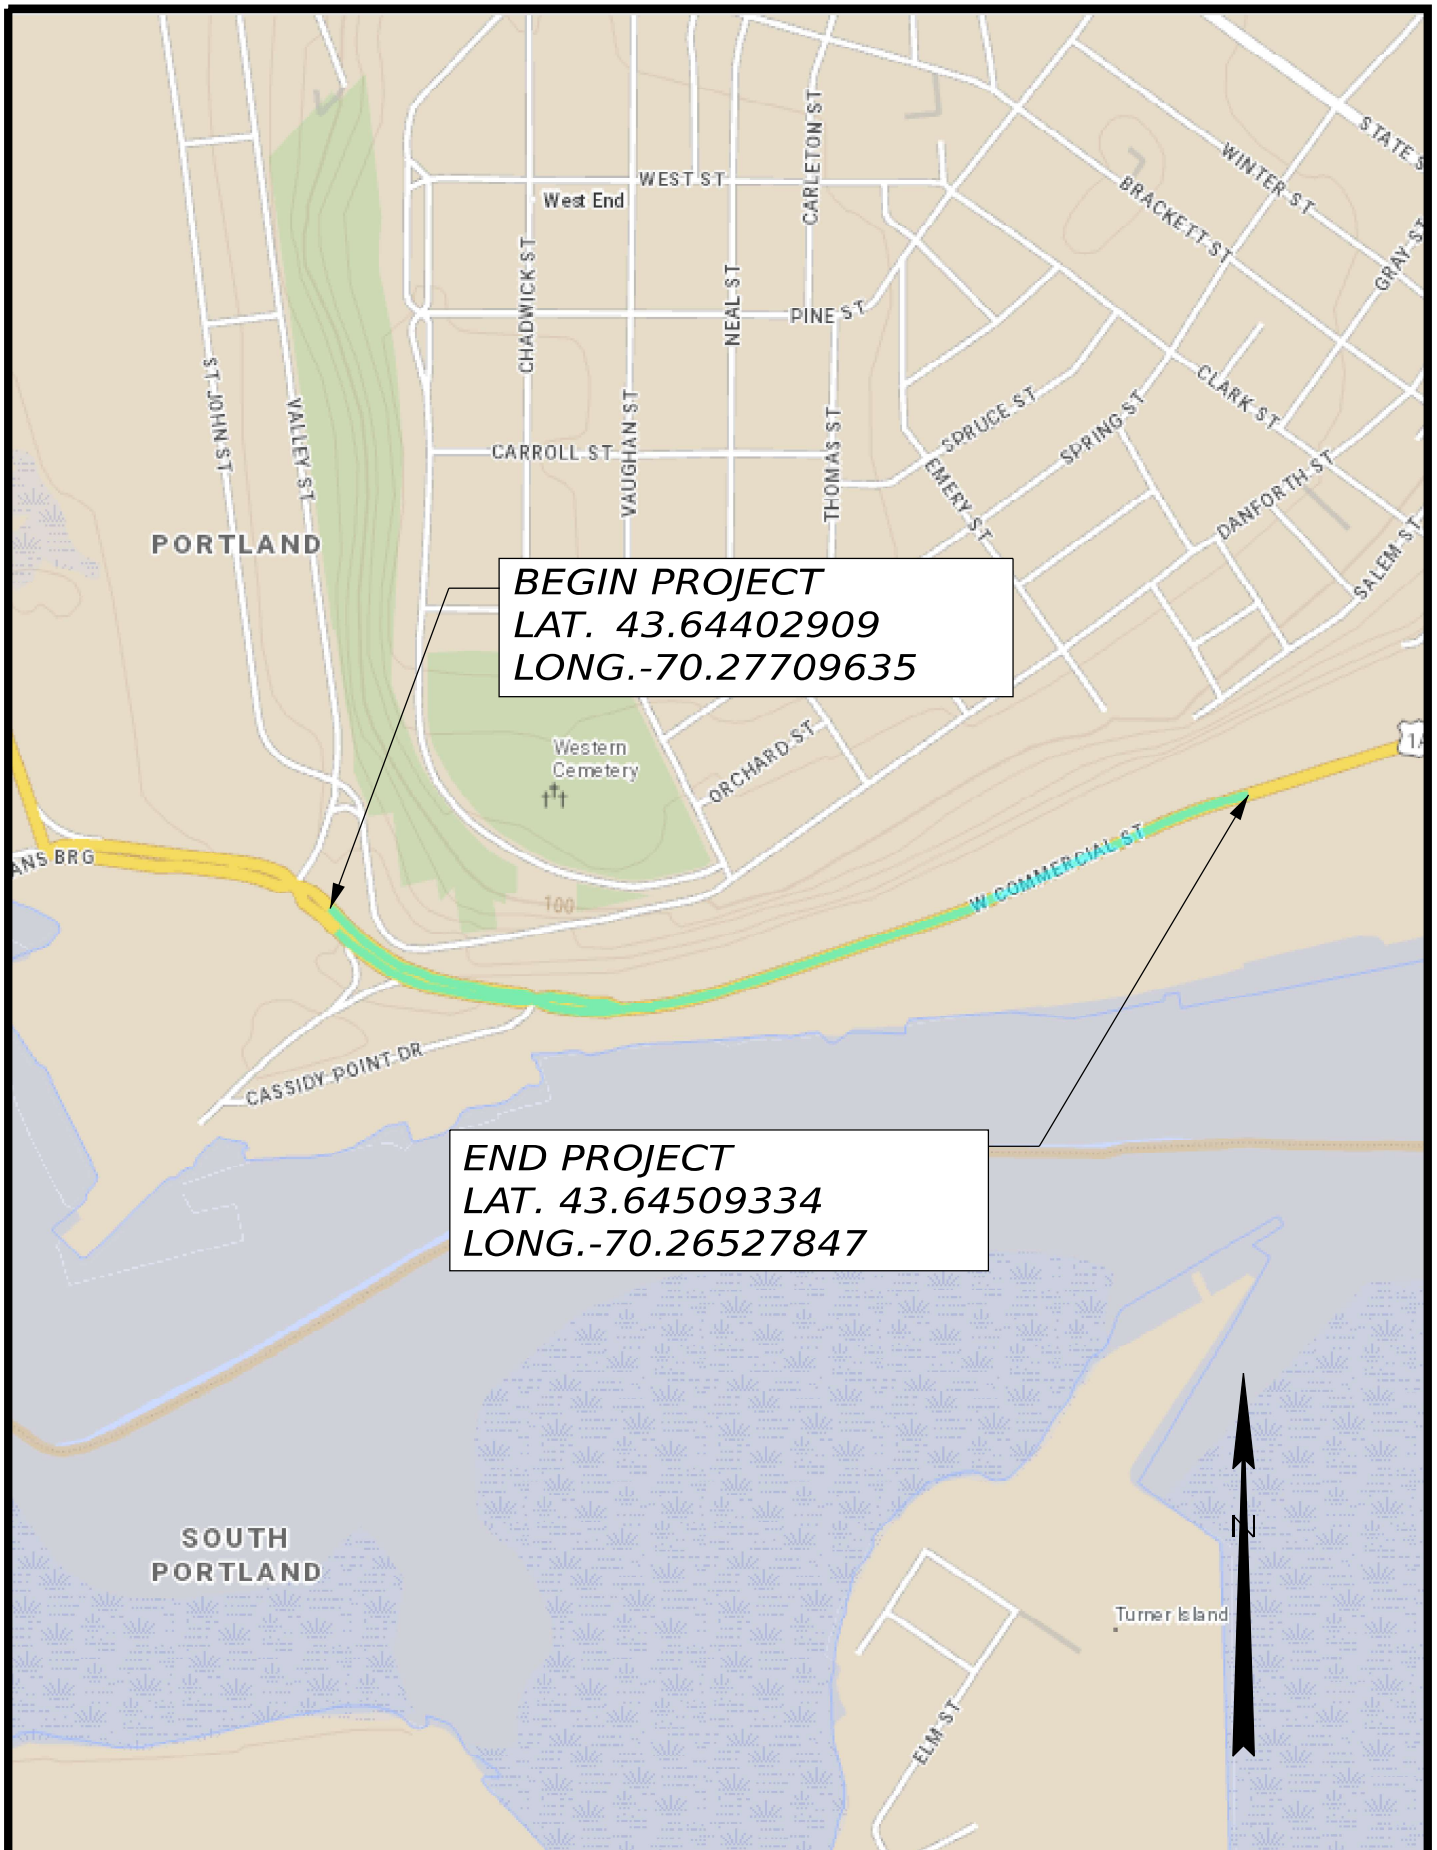 STATE S
WINTER ST
BRACKETT ST
CARLETON ST
WEST ST
West End
GRAY ST
CHADWICK ST
NEAL ST
PINE ST
ST JOHN ST
VALLEY ST
VAUGHAN ST
CLARK ST
SPRUCE ST
SPRING ST
CARROLL ST
THOMAS ST
EMERY ST
DANFORTH ST
SALEM ST
PORTLAND
BEGIN PROJECT
LAT. 43.64402909
LONG.-70.27709635
Western
Cemetery
ORCHARD ST
1A
ANS BRG
W COMMERCIAL ST
100
CASSIDY POINT DR
END PROJECT
LAT. 43.64509334
LONG.-70.26527847
N
SOUTH
PORTLAND
Turner Island
ELM ST